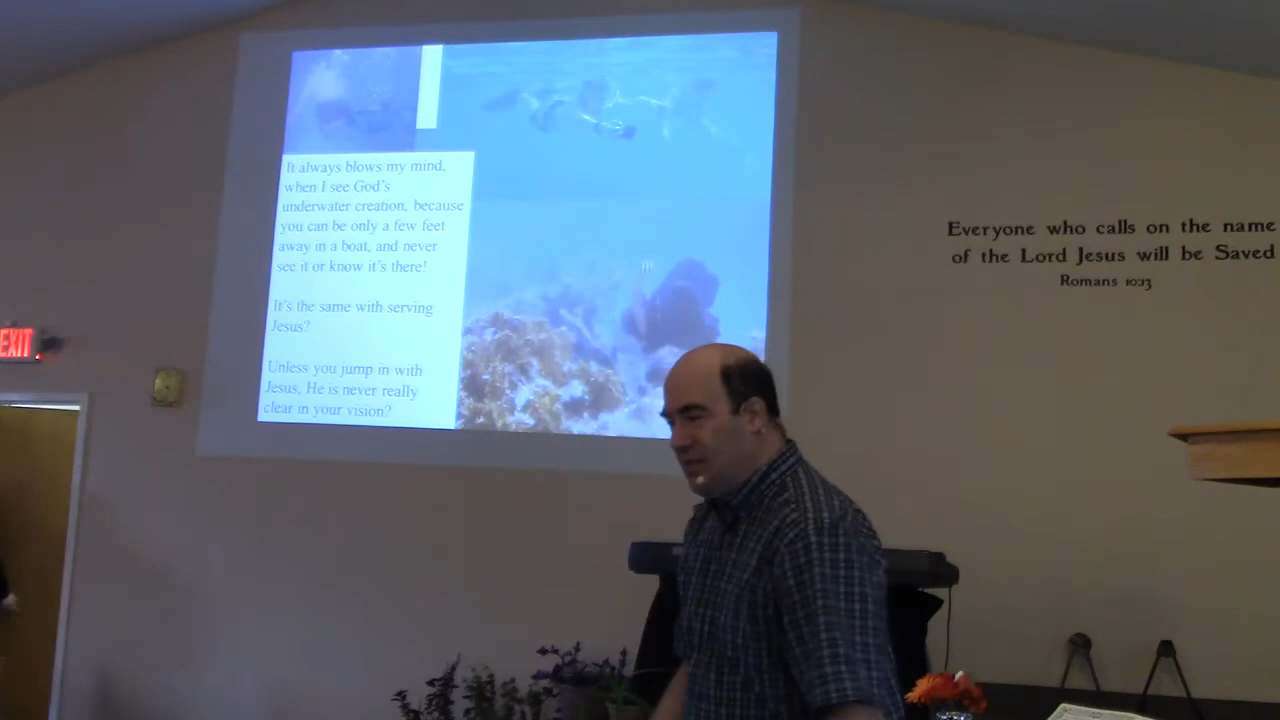 It always blows my mind,
when I see God's
underwater creation, because
you can be only a few feet
away in a boat, and never
see it or know it's there!
It's the same with serving
Jesus?
Unless you jump in with
Jesus, He is never really
clear in your vision?
Everyone who calls on the name
of the Lord Jesus will be Saved
Romans 10:13
EXIT